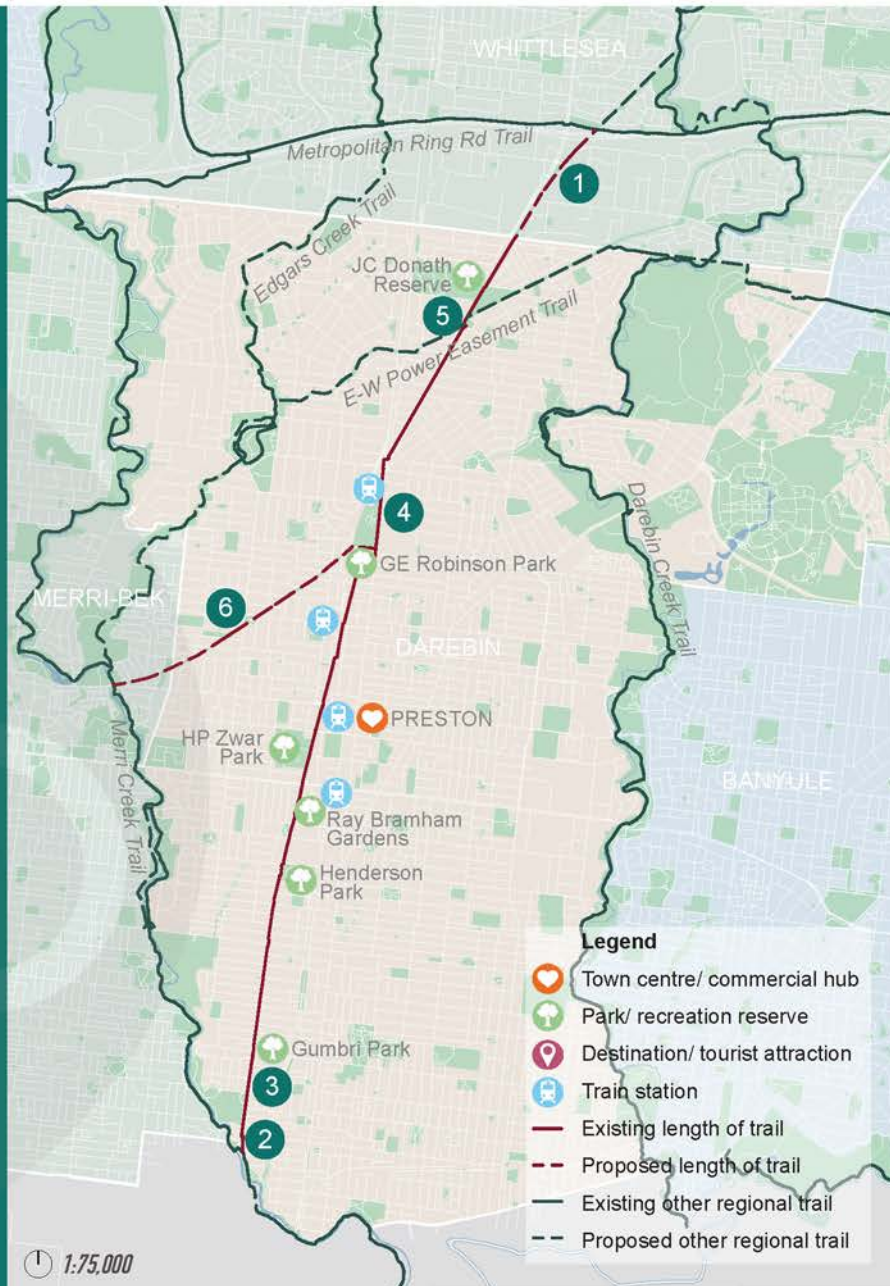 WHITTLESEA
Metropolitan Ring Rd Trail
1
Edgars Creek Trail
JC Donath
Reserve
5
E-W Power Easement Trail
4
Darebin Creek Trail
GE Robinson Park
MERRI-BEK
6
DAREBIN
PRESTON
HP Zwar
Park
BANYULE
Merri Creek Trail
Ray Bramham
Gardens
Henderson
Park
Gumbri Park
3
2
Legend
Town centre/ commercial hub
Park/ recreation reserve
Destination/ tourist attraction
Train station
Existing length of trail
Proposed length of trail
Existing other regional trail
Proposed other regional trail
1:75,000